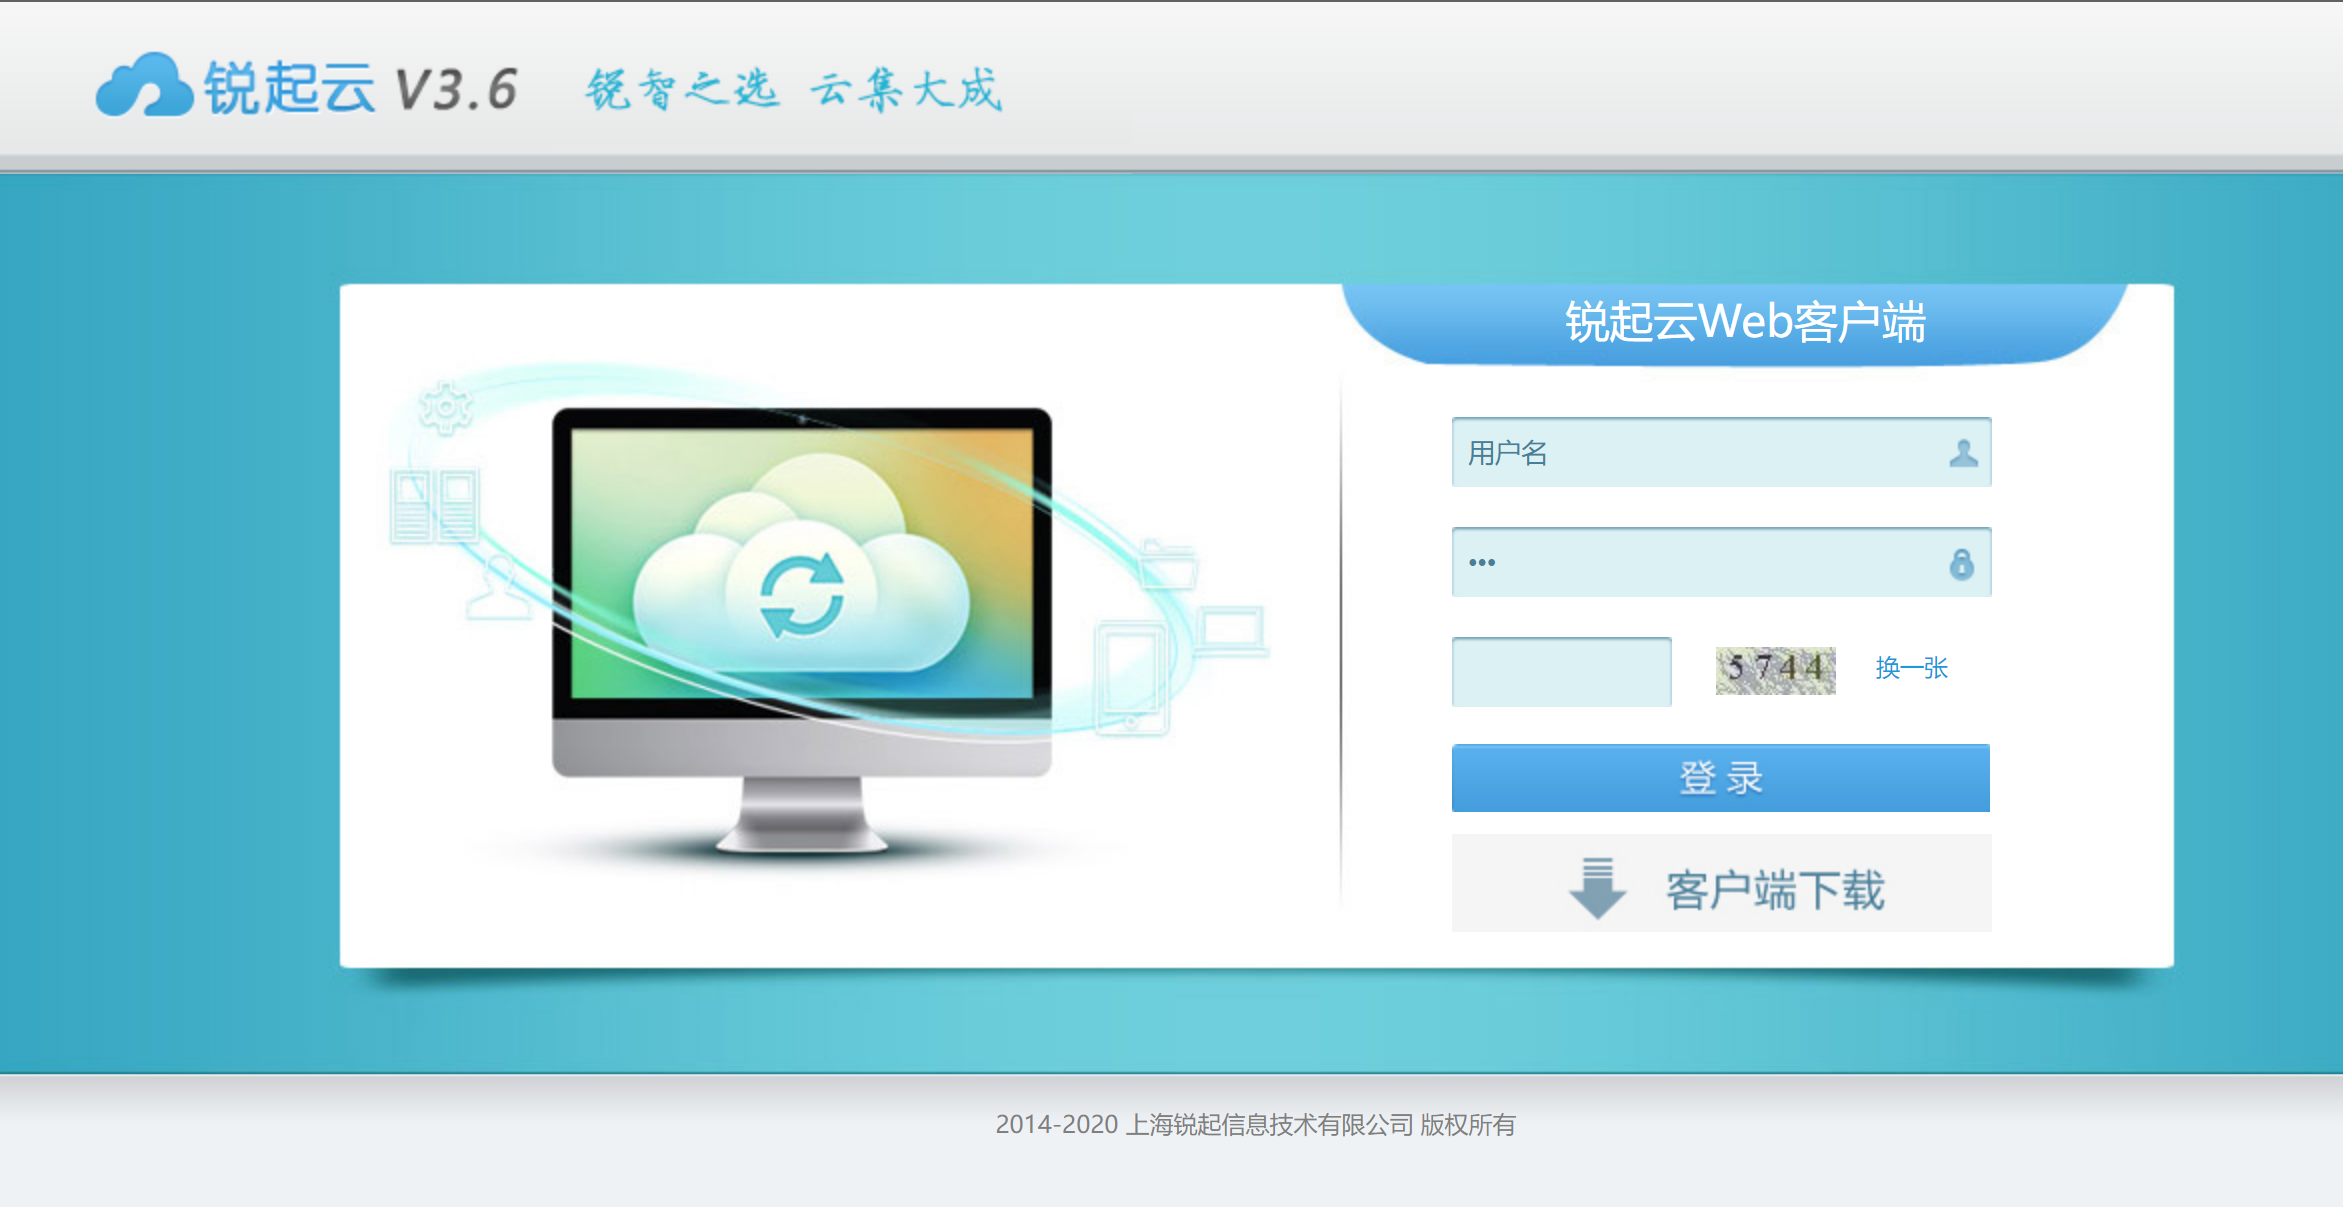 锐起云 V3.6 锐智之选 云集大成
锐起云Web客户端
用户名
•••
5744 换一张
登 录
客户端下载
2014-2020 上海锐起信息技术有限公司 版权所有